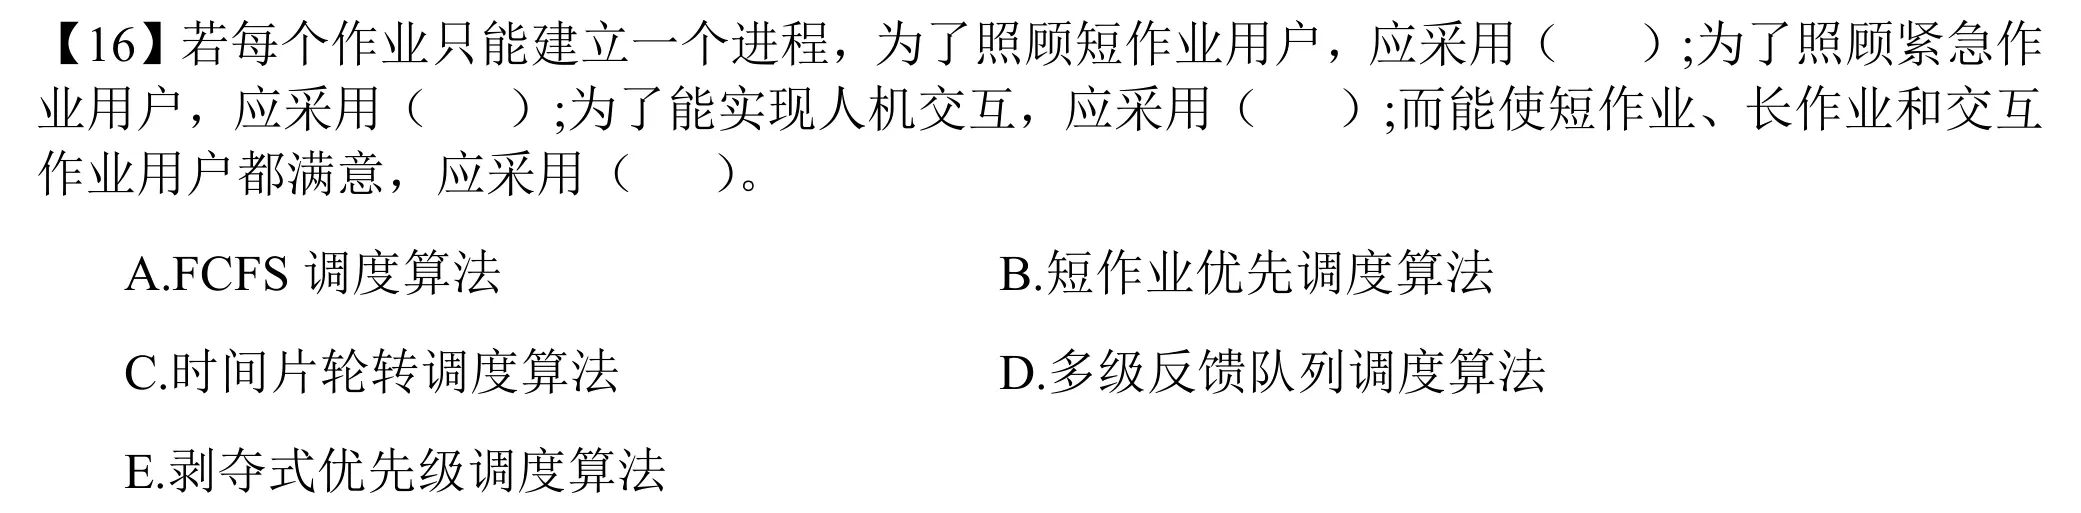 【16】若每个作业只能建立一个进程，为了照顾短作业用户，应采用（　　）;为了照顾紧急作
业用户，应采用（　　）;为了能实现人机交互，应采用（　　）;而能使短作业、长作业和交互
作业用户都满意，应采用（　　）。
A.FCFS 调度算法　　B.短作业优先调度算法
C.时间片轮转调度算法　　D.多级反馈队列调度算法
E.剥夺式优先级调度算法